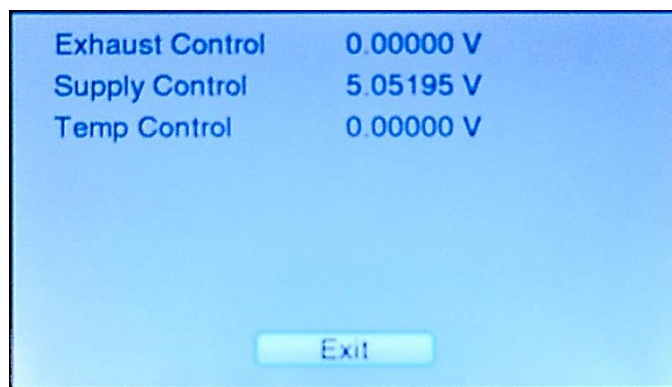 Exhaust Control 0.00000 V
Supply Control 5.05195 V
Temp Control 0.00000 V
Exit